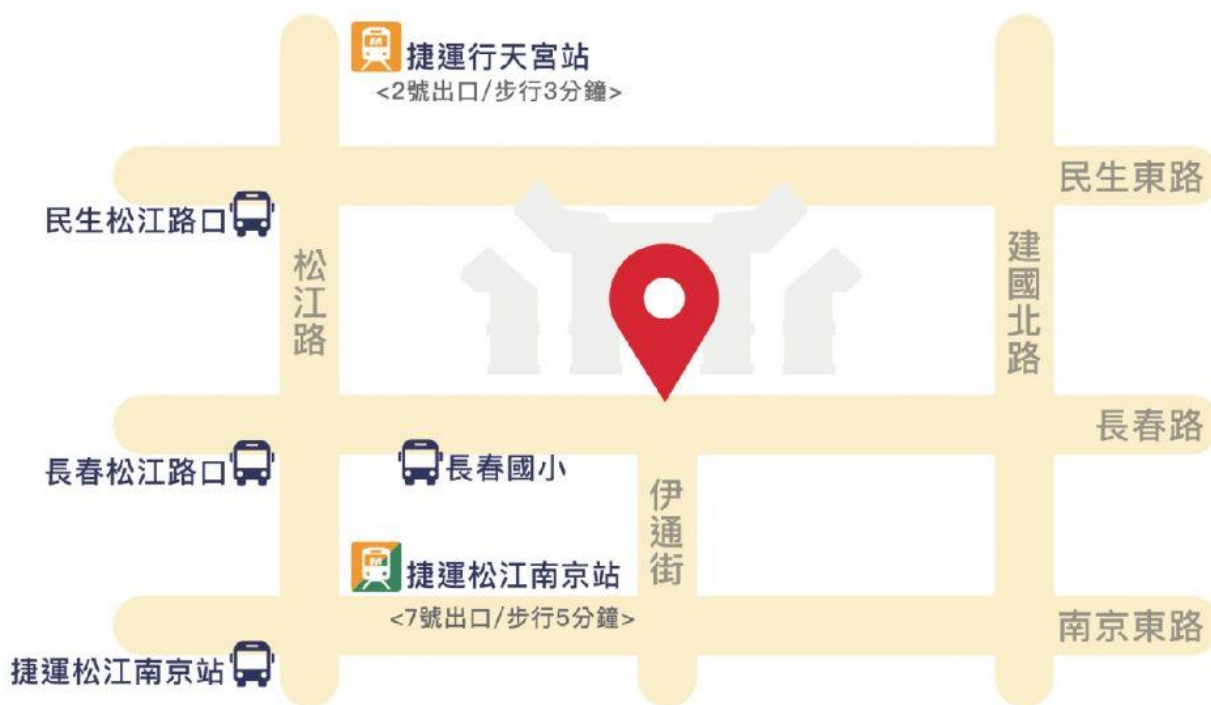 捷運行天宮站
<2號出口/步行3分鐘>
民生東路
民生松江路口
松江路
建國北路
長春路
長春松江路口
長春國小
伊通街
捷運松江南京站
<7號出口/步行5分鐘>
南京東路
捷運松江南京站